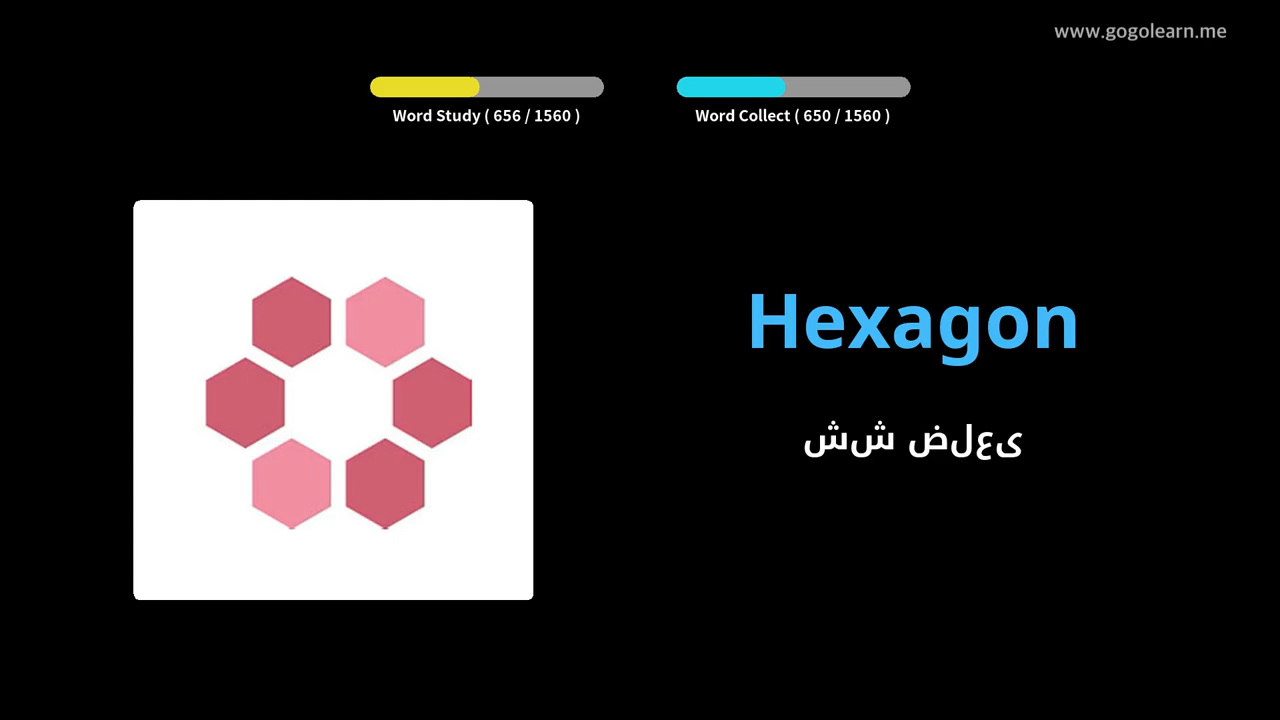 www.gogolearn.me
Word Study ( 656 / 1560 )
Word Collect ( 650 / 1560 )
Hexagon
شش ضلعی